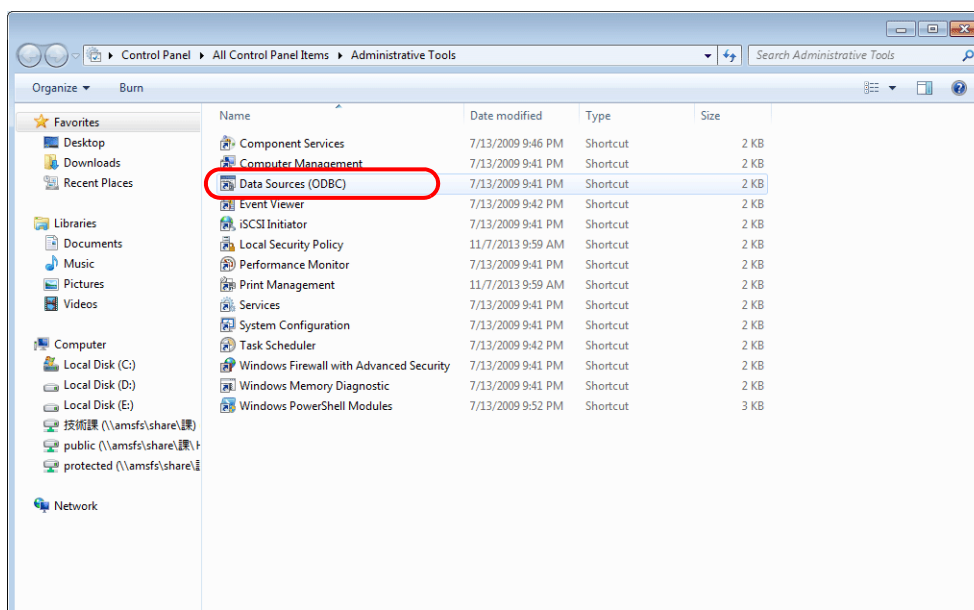 Control Panel ▸ All Control Panel Items ▸ Administrative Tools
Search Administrative Tools
Organize ▾ Burn
Favorites
Desktop
Downloads
Recent Places
Libraries
Documents
Music
Pictures
Videos
Computer
Local Disk (C:)
Local Disk (D:)
Local Disk (E:)
技術課 (\\amsfs\share\課)
public (\\amsfs\share\課\H
protected (\\amsfs\share\
Network
Name Date modified Type Size
Component Services 7/13/2009 9:46 PM Shortcut 2 KB
Computer Management 7/13/2009 9:41 PM Shortcut 2 KB
Data Sources (ODBC) 7/13/2009 9:41 PM Shortcut 2 KB
Event Viewer 7/13/2009 9:42 PM Shortcut 2 KB
iSCSI Initiator 7/13/2009 9:41 PM Shortcut 2 KB
Local Security Policy 11/7/2013 9:59 AM Shortcut 2 KB
Performance Monitor 7/13/2009 9:41 PM Shortcut 2 KB
Print Management 11/7/2013 9:59 AM Shortcut 2 KB
Services 7/13/2009 9:41 PM Shortcut 2 KB
System Configuration 7/13/2009 9:41 PM Shortcut 2 KB
Task Scheduler 7/13/2009 9:42 PM Shortcut 2 KB
Windows Firewall with Advanced Security 7/13/2009 9:41 PM Shortcut 2 KB
Windows Memory Diagnostic 7/13/2009 9:41 PM Shortcut 2 KB
Windows PowerShell Modules 7/13/2009 9:52 PM Shortcut 3 KB